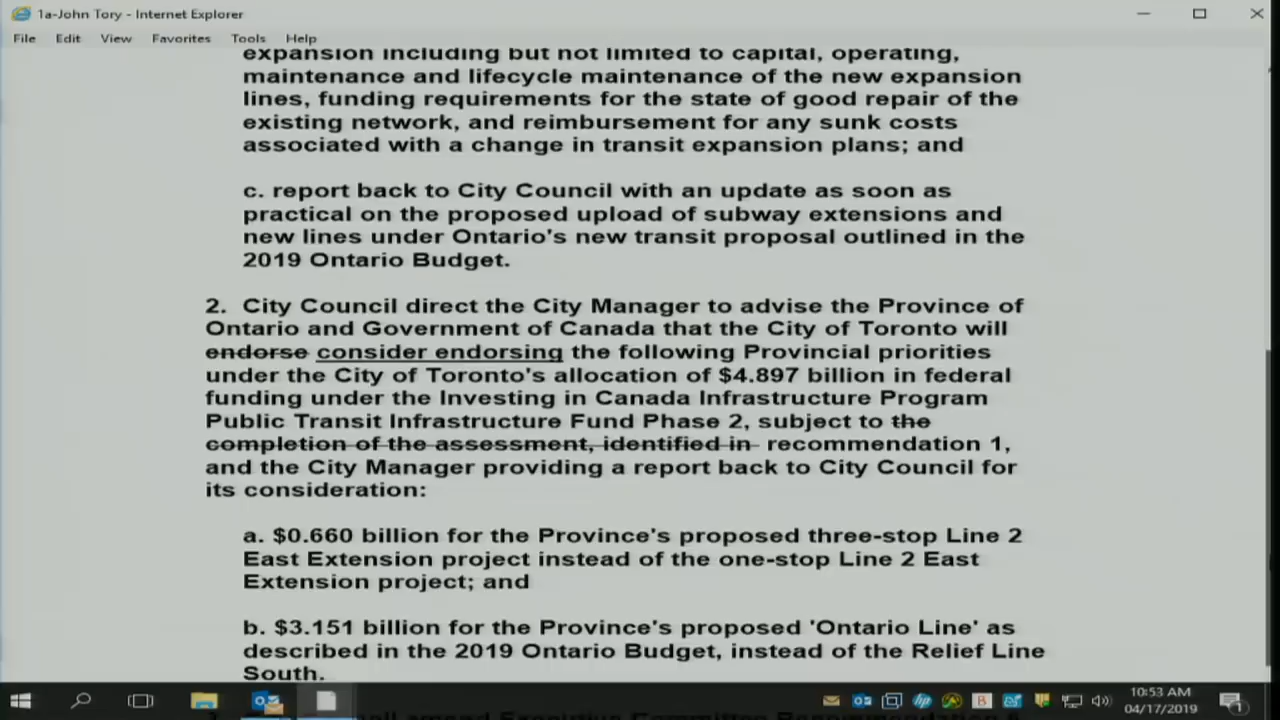 1a-John Tory - Internet Explorer
File Edit View Favorites Tools Help
expansion including but not limited to capital, operating,
maintenance and lifecycle maintenance of the new expansion
lines, funding requirements for the state of good repair of the
existing network, and reimbursement for any sunk costs
associated with a change in transit expansion plans; and
c. report back to City Council with an update as soon as
practical on the proposed upload of subway extensions and
new lines under Ontario's new transit proposal outlined in the
2019 Ontario Budget.
2. City Council direct the City Manager to advise the Province of
Ontario and Government of Canada that the City of Toronto will
endorse consider endorsing the following Provincial priorities
under the City of Toronto's allocation of $4.897 billion in federal
funding under the Investing in Canada Infrastructure Program
Public Transit Infrastructure Fund Phase 2, subject to the
completion of the assessment, identified in recommendation 1,
and the City Manager providing a report back to City Council for
its consideration:
a. $0.660 billion for the Province's proposed three-stop Line 2
East Extension project instead of the one-stop Line 2 East
Extension project; and
b. $3.151 billion for the Province's proposed 'Ontario Line' as
described in the 2019 Ontario Budget, instead of the Relief Line
South.
10:53 AM
04/17/2019